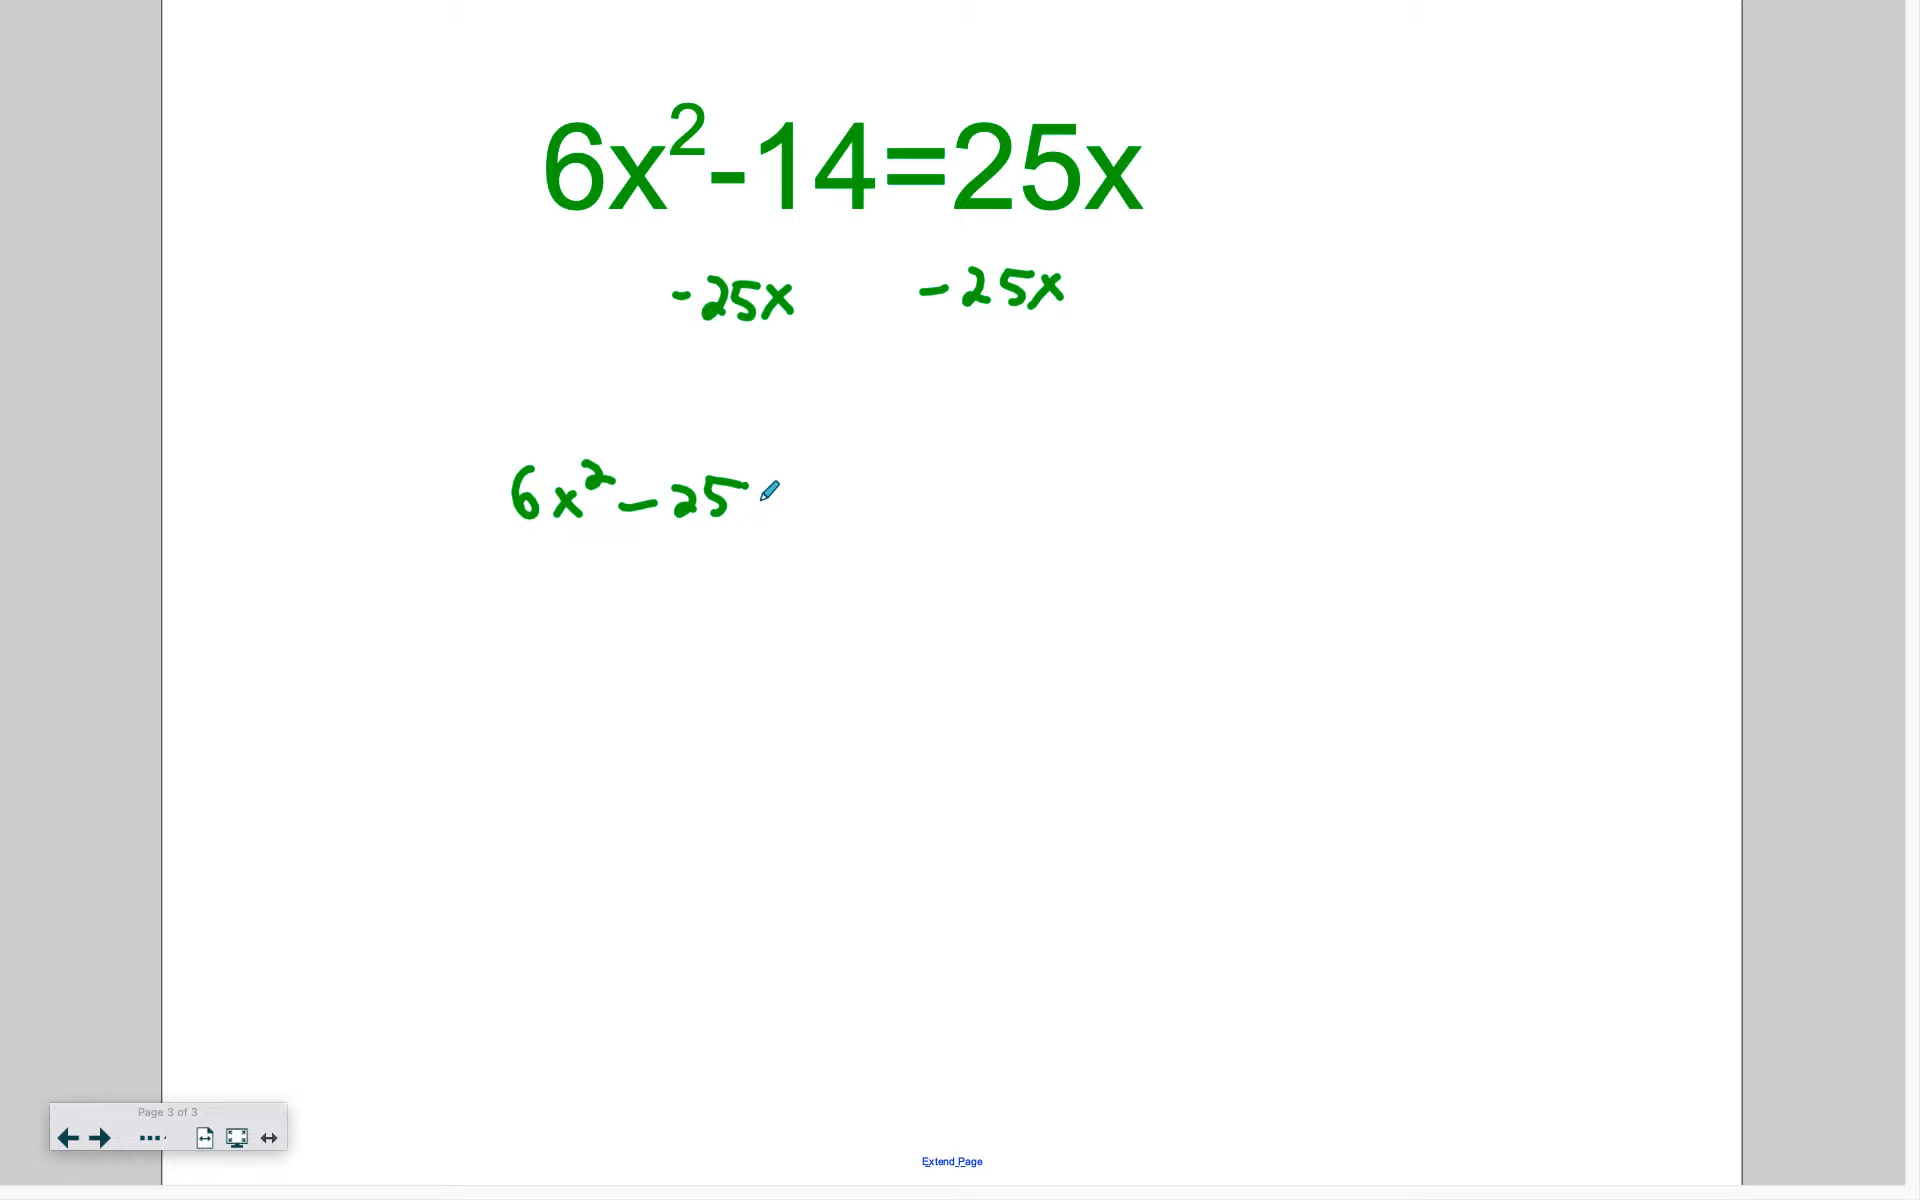 6x²-14=25x
-25x -25x
6x² - 25
Page 3 of 3
Extend Page